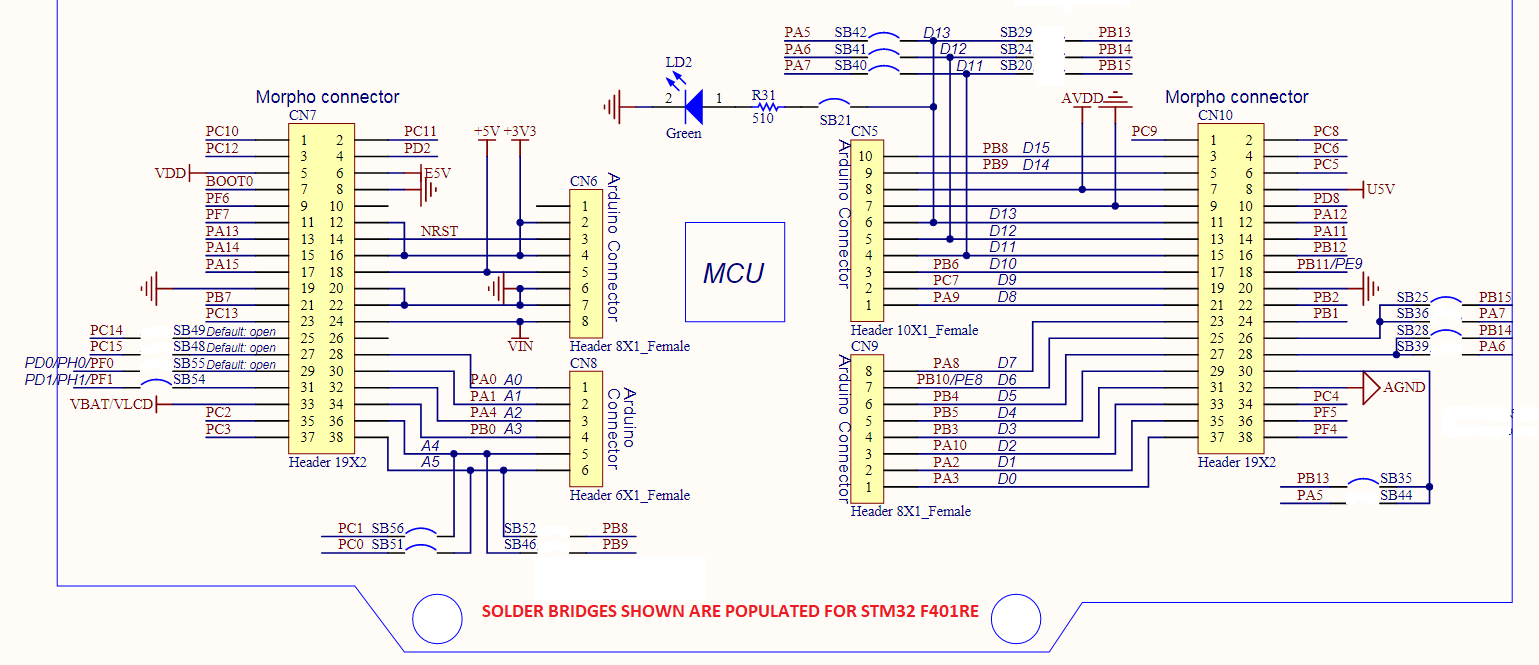 PA5 SB42 D13 SB29 PB13
PA6 SB41 D12 SB24 PB14
PA7 SB40 D11 SB20 PB15
LD2
2 1 R31
510
SB21
Green
AVDD
Morpho connector
CN7
PC10 1 2 PC11
PC12 3 4 PD2
VDD 5 6 E5V
BOOT0 7 8
PF6 9 10
PF7 11 12
PA13 13 14 NRST
PA14 15 16
PA15 17 18
19 20
PB7 21 22
PC13 23 24
PC14 SB49 Default: open 25 26
PC15 SB48 Default: open 27 28
PD0/PH0/PF0 SB55 Default: open 29 30
PD1/PH1/PF1 SB54 31 32
VBAT/VLCD 33 34
PC2 35 36
PC3 37 38
Header 19X2
+5V +3V3
CN6
Arduino Connector
1
2
3
4
5
6
7
8
VIN
Header 8X1_Female
CN8
Arduino
Connector
PA0 A0 1
PA1 A1 2
PA4 A2 3
PB0 A3 4
A4 5
A5 6
Header 6X1_Female
PC1 SB56 SB52 PB8
PC0 SB51 SB46 PB9
MCU
CN5
Arduino Connector
10 PB8 D15
9 PB9 D14
8
7
6 D13
5 D12
4 D11
3 PB6 D10
2 PC7 D9
1 PA9 D8
Header 10X1_Female
CN9
Arduino Connector
8 PA8 D7
7 PB10/PE8 D6
6 PB4 D5
5 PB5 D4
4 PB3 D3
3 PA10 D2
2 PA2 D1
1 PA3 D0
Header 8X1_Female
Morpho connector
CN10
PC9 1 2 PC8
3 4 PC6
5 6 PC5
7 8 U5V
9 10 PD8
11 12 PA12
13 14 PA11
15 16 PB12
17 18 PB11/PE9
19 20
21 22 PB2
23 24 PB1
25 26
27 28
29 30
31 32 AGND
33 34 PC4
35 36 PF5
37 38 PF4
Header 19X2
SB25 PB15
SB36 PA7
SB28 PB14
SB39 PA6
PB13 SB35
PA5 SB44
SOLDER BRIDGES SHOWN ARE POPULATED FOR STM32 F401RE